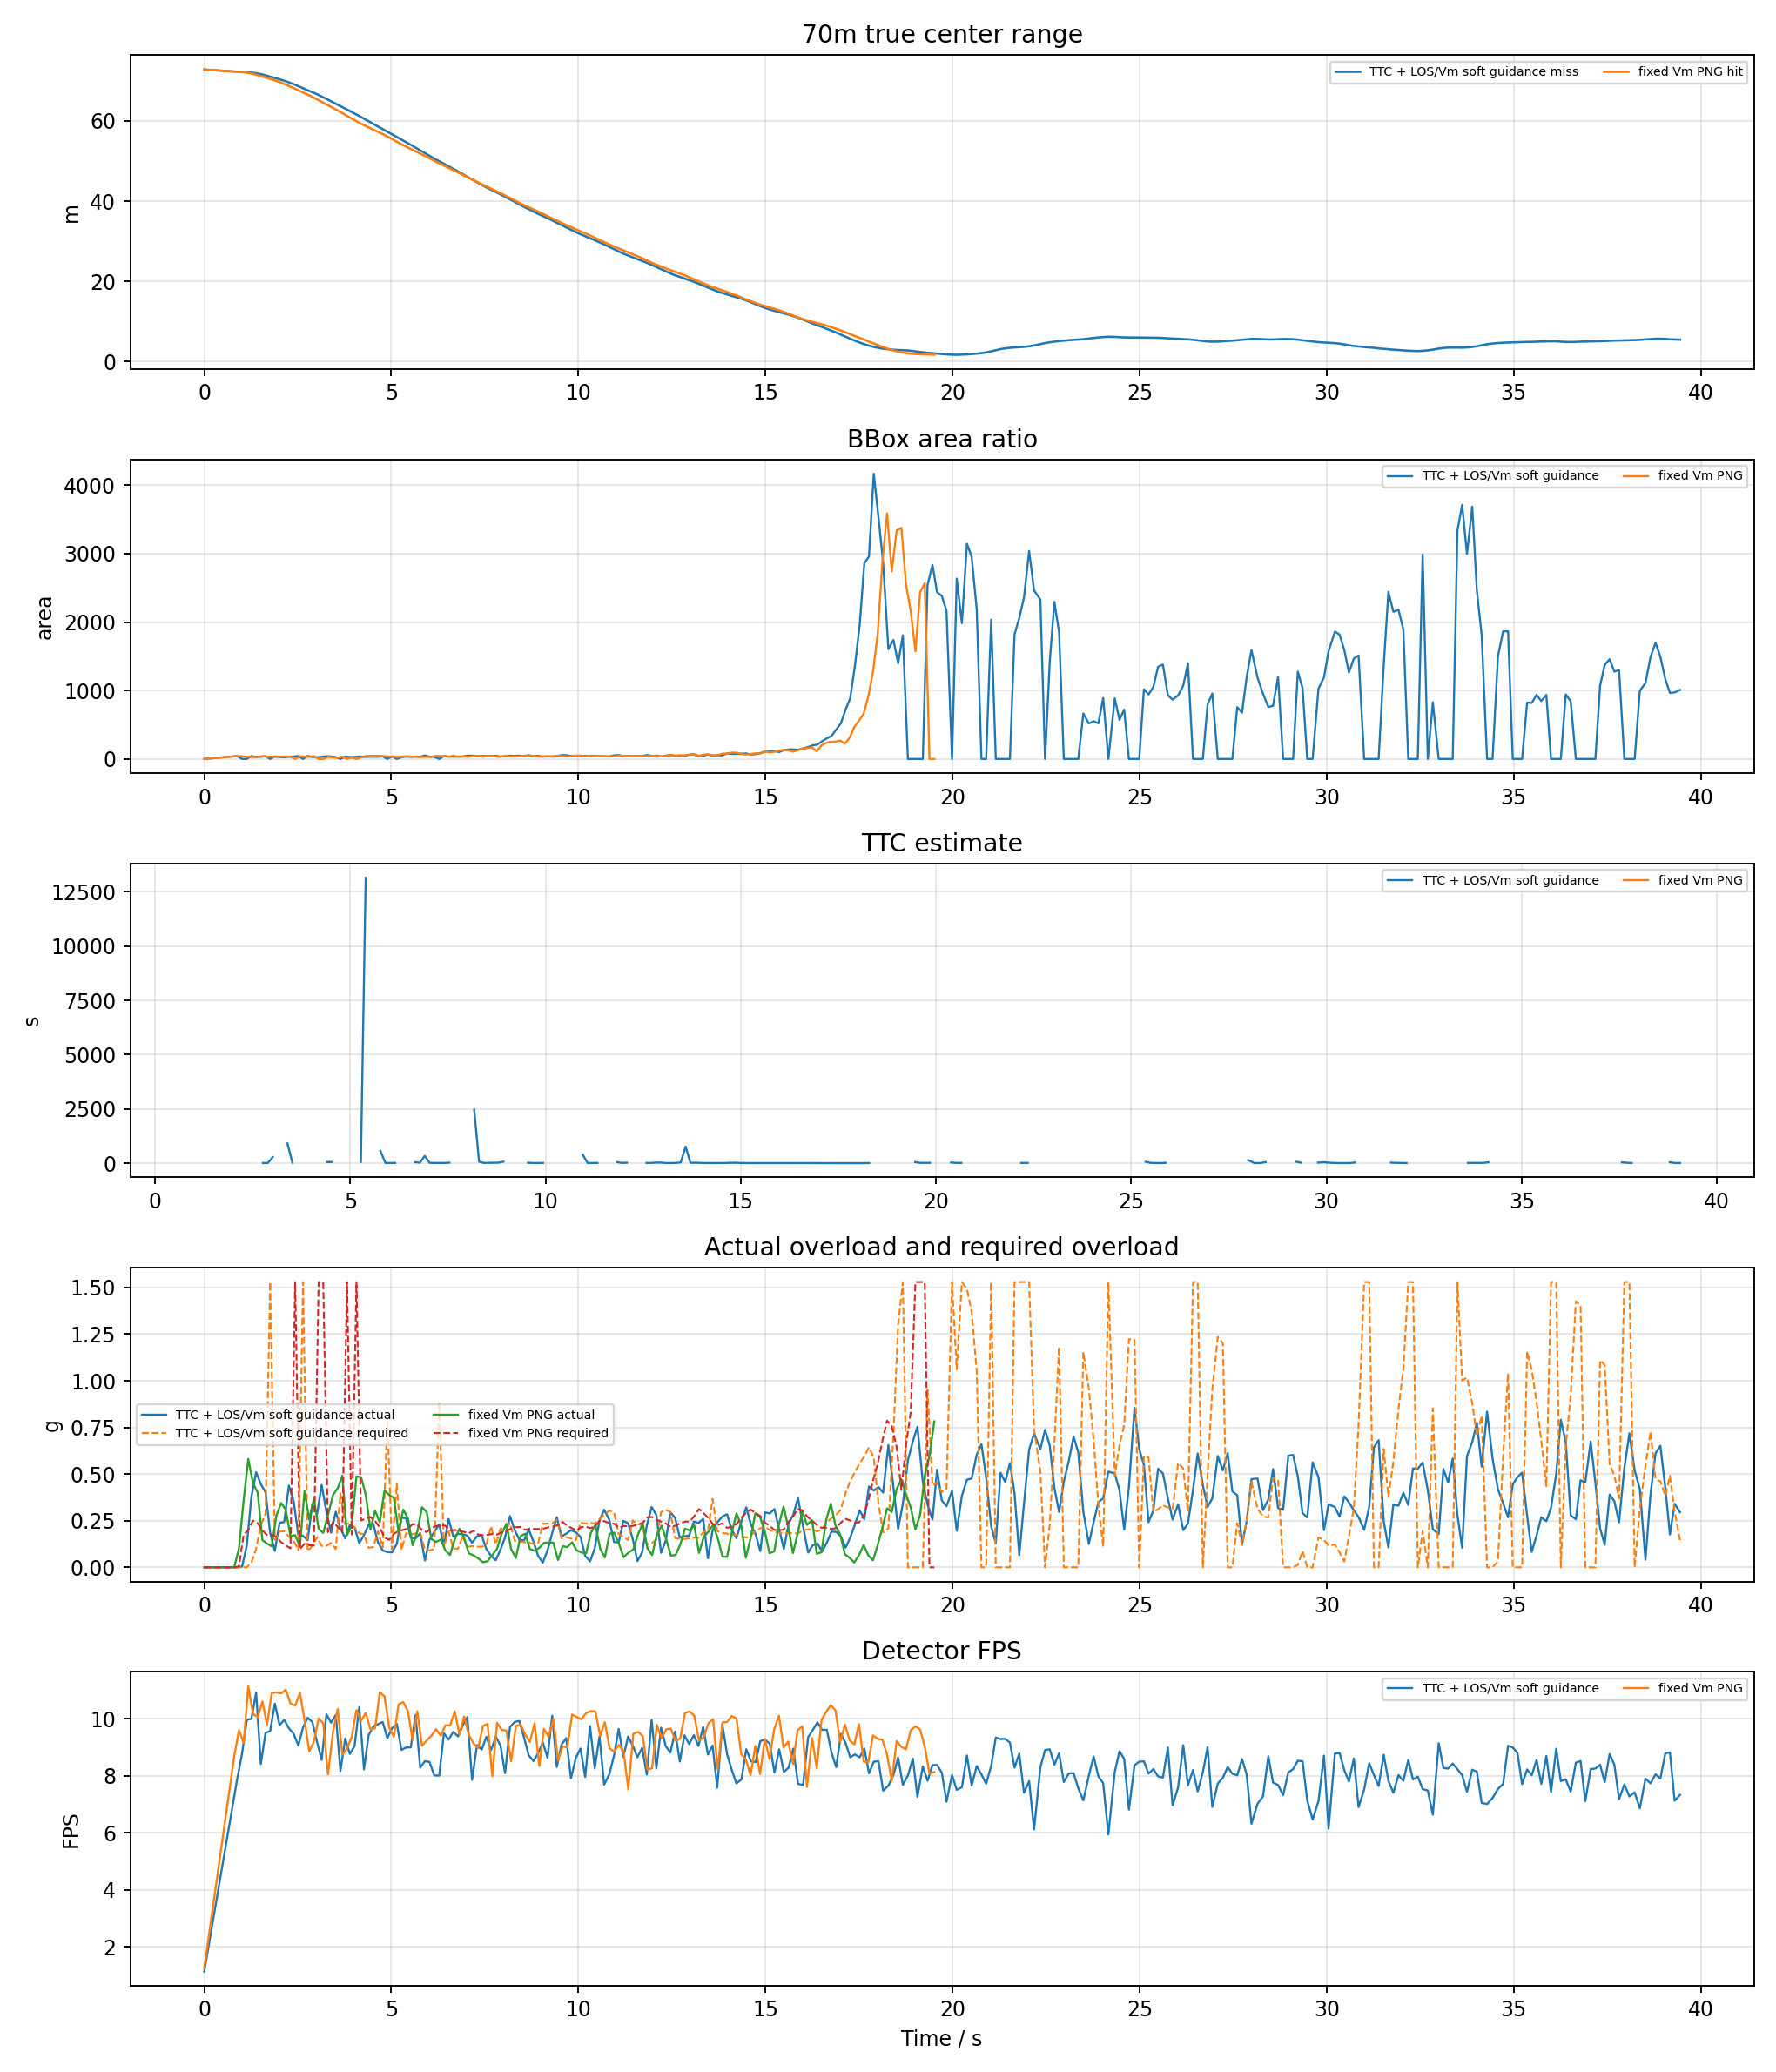 70m true center range
TTC + LOS/Vm soft guidance miss fixed Vm PNG hit
60
40
20
0
m
0 5 10 15 20 25 30 35 40
BBox area ratio
TTC + LOS/Vm soft guidance fixed Vm PNG
4000
3000
2000
1000
0
area
0 5 10 15 20 25 30 35 40
TTC estimate
TTC + LOS/Vm soft guidance fixed Vm PNG
12500
10000
7500
5000
2500
0
s
0 5 10 15 20 25 30 35 40
Actual overload and required overload
1.50
1.25
1.00
0.75
0.50
0.25
0.00
g
TTC + LOS/Vm soft guidance actual fixed Vm PNG actual
TTC + LOS/Vm soft guidance required fixed Vm PNG required
0 5 10 15 20 25 30 35 40
Detector FPS
TTC + LOS/Vm soft guidance fixed Vm PNG
10
8
6
4
2
FPS
0 5 10 15 20 25 30 35 40
Time / s